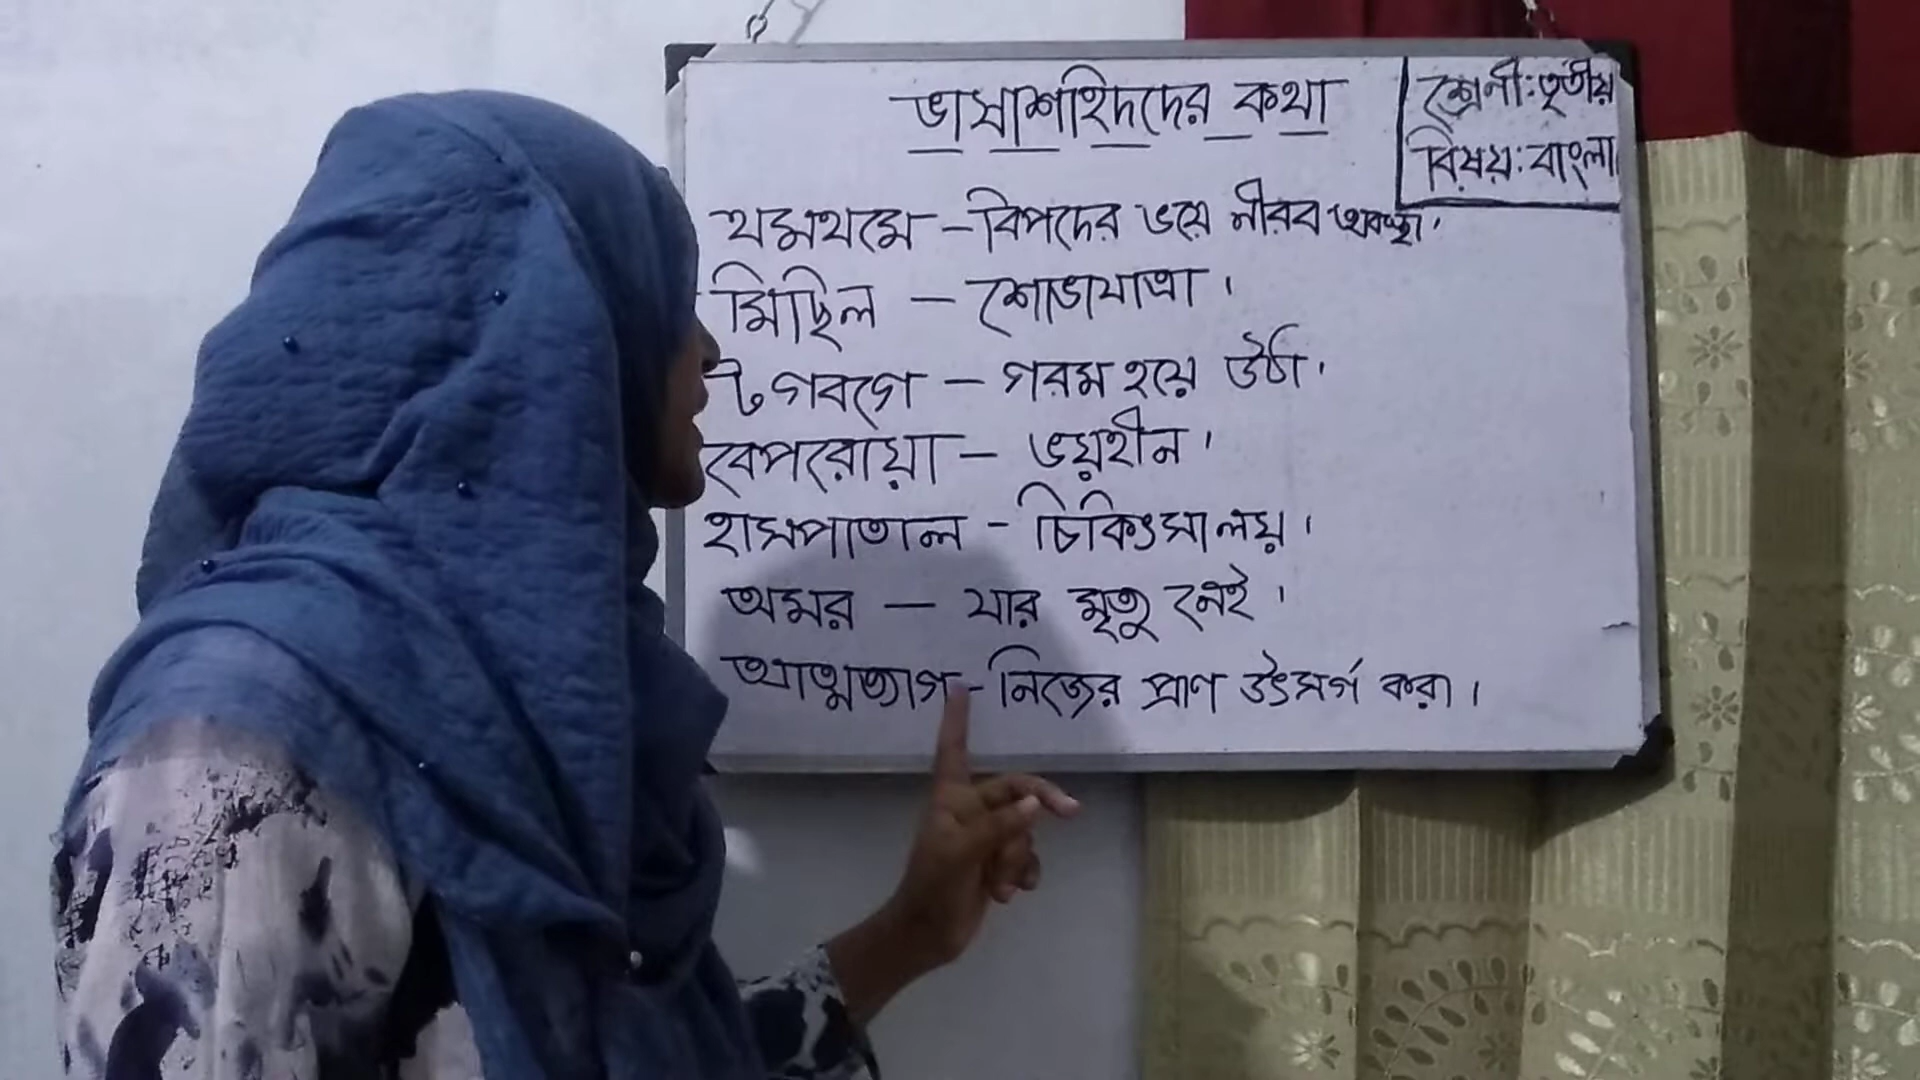 ভাষাশহিদদের কথা
শ্রেনী:তৃতীয়
বিষয়:বাংলা
থমথমে - বিপদের ভয়ে নীরব অবস্থা।
মিছিল - শোভাযাত্রা।
টগবগে - গরম হয়ে উঠা।
বেপরোয়া - ভয়হীন।
হাসপাতাল - চিকিৎসালয়।
অমর - যার মৃত্যু নেই।
আত্মত্যাগ - নিজের প্রাণ উৎসর্গ করা।